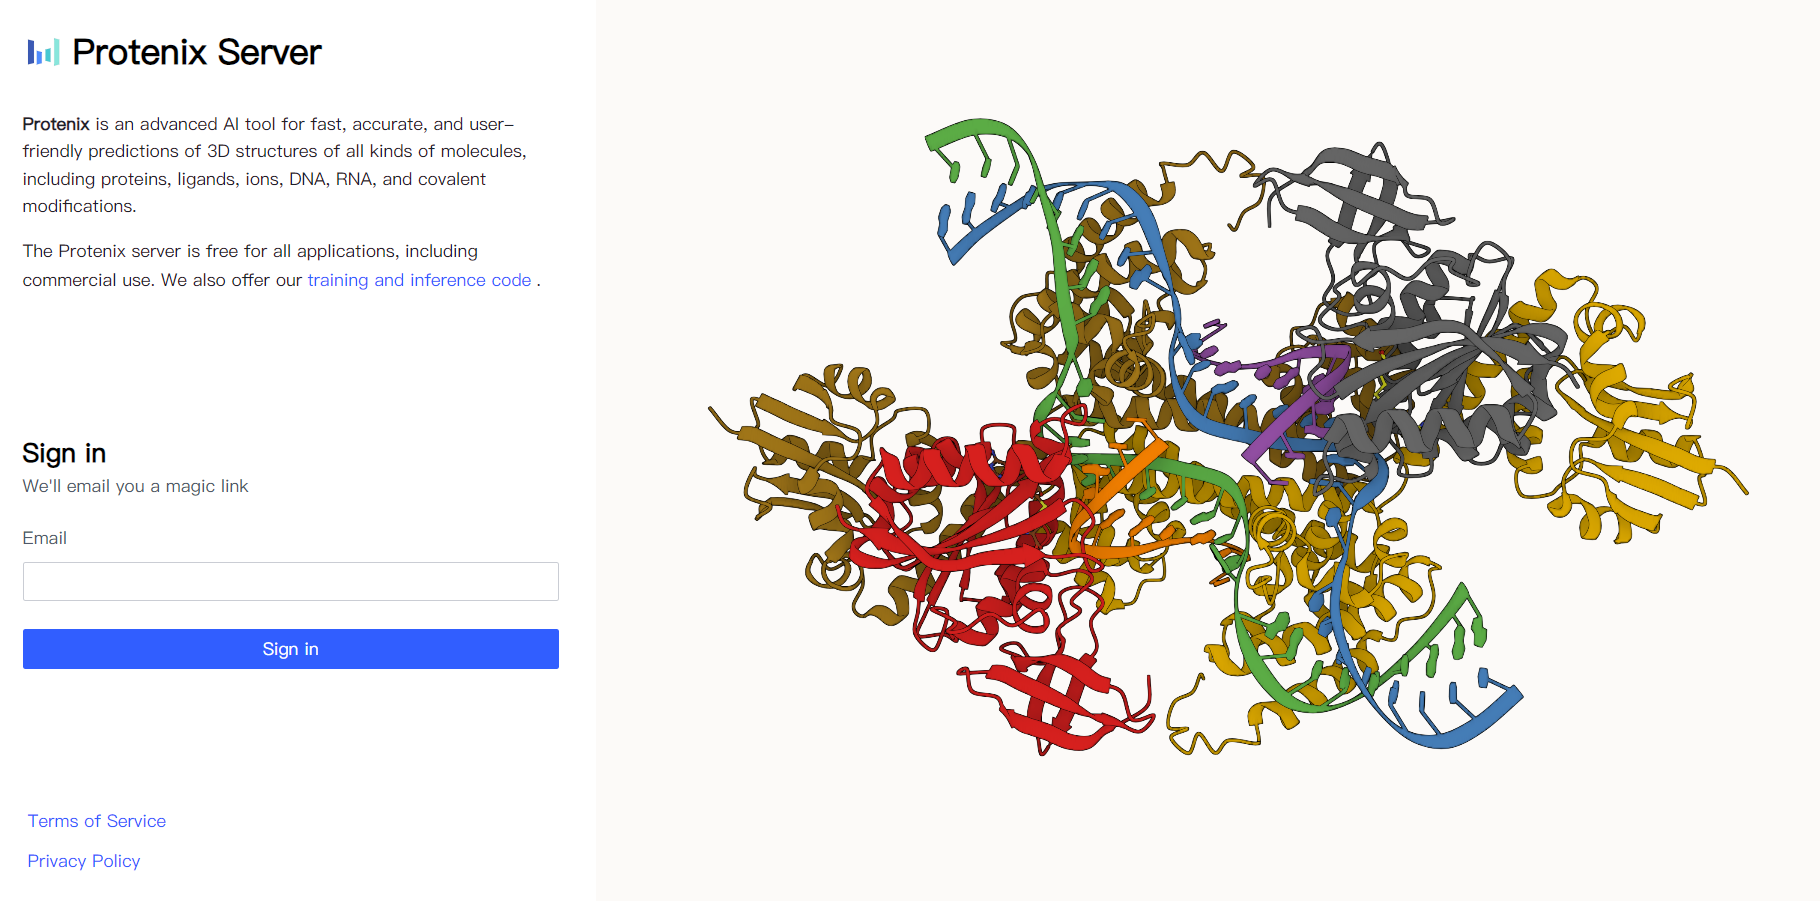 Protenix Server
Protenix is an advanced AI tool for fast, accurate, and user-
friendly predictions of 3D structures of all kinds of molecules,
including proteins, ligands, ions, DNA, RNA, and covalent
modifications.
The Protenix server is free for all applications, including
commercial use. We also offer our training and inference code .
Sign in
We'll email you a magic link
Email
Sign in
Terms of Service
Privacy Policy